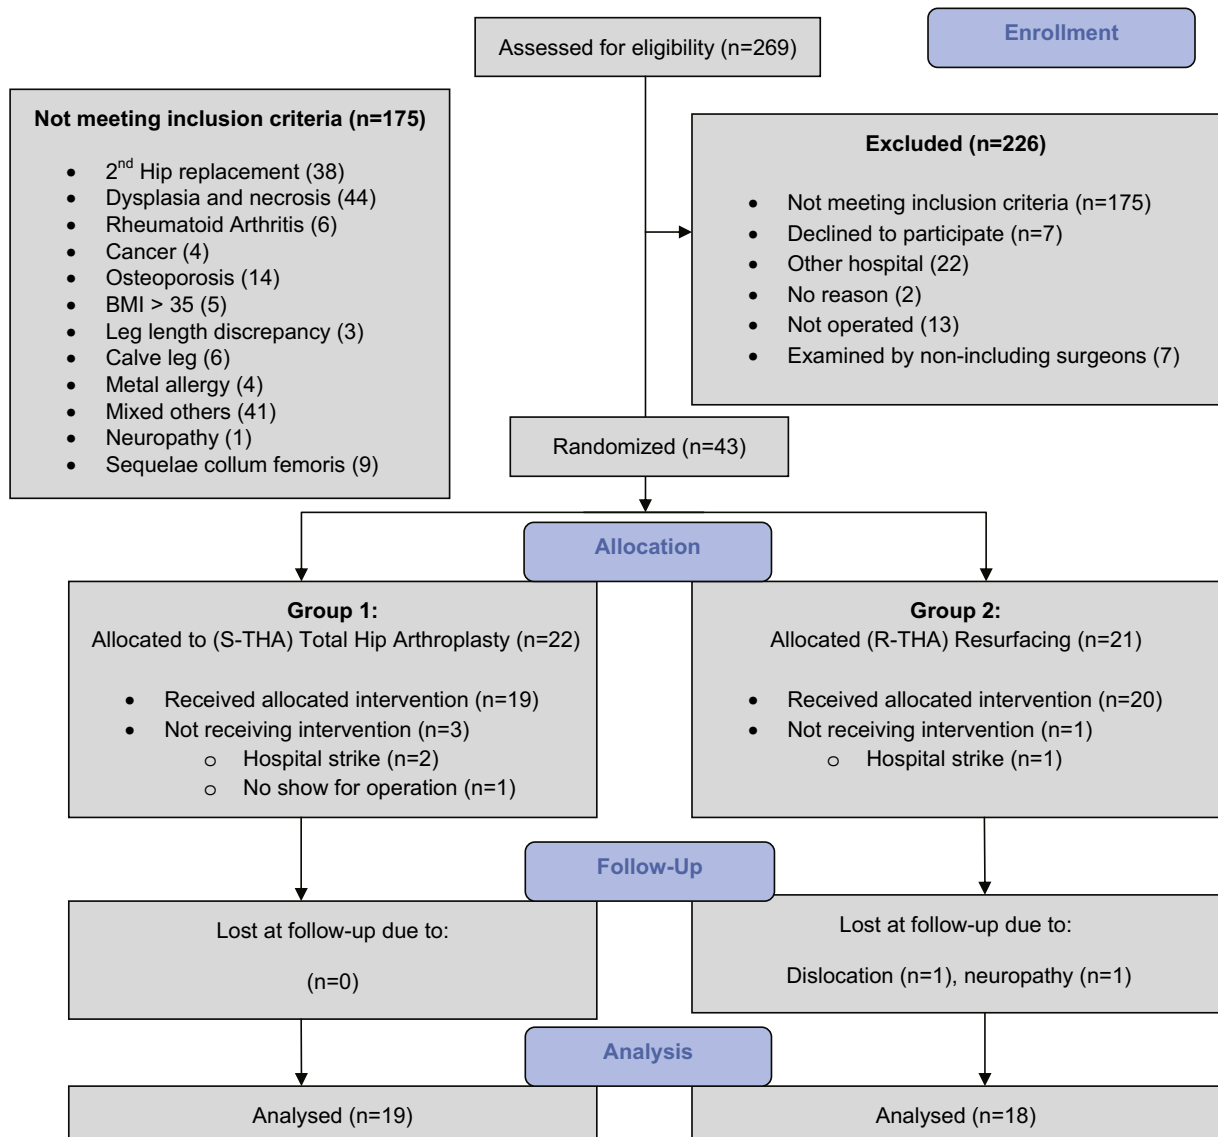 Assessed for eligibility (n=269)
Enrollment
Not meeting inclusion criteria (n=175)
• 2nd Hip replacement (38)
• Dysplasia and necrosis (44)
• Rheumatoid Arthritis (6)
• Cancer (4)
• Osteoporosis (14)
• BMI > 35 (5)
• Leg length discrepancy (3)
• Calve leg (6)
• Metal allergy (4)
• Mixed others (41)
• Neuropathy (1)
• Sequelae collum femoris (9)
Excluded (n=226)
• Not meeting inclusion criteria (n=175)
• Declined to participate (n=7)
• Other hospital (22)
• No reason (2)
• Not operated (13)
• Examined by non-including surgeons (7)
Randomized (n=43)
Allocation
Group 1:
Allocated to (S-THA) Total Hip Arthroplasty (n=22)
• Received allocated intervention (n=19)
• Not receiving intervention (n=3)
o Hospital strike (n=2)
o No show for operation (n=1)
Group 2:
Allocated (R-THA) Resurfacing (n=21)
• Received allocated intervention (n=20)
• Not receiving intervention (n=1)
o Hospital strike (n=1)
Follow-Up
Lost at follow-up due to:
(n=0)
Lost at follow-up due to:
Dislocation (n=1), neuropathy (n=1)
Analysis
Analysed (n=19)
Analysed (n=18)